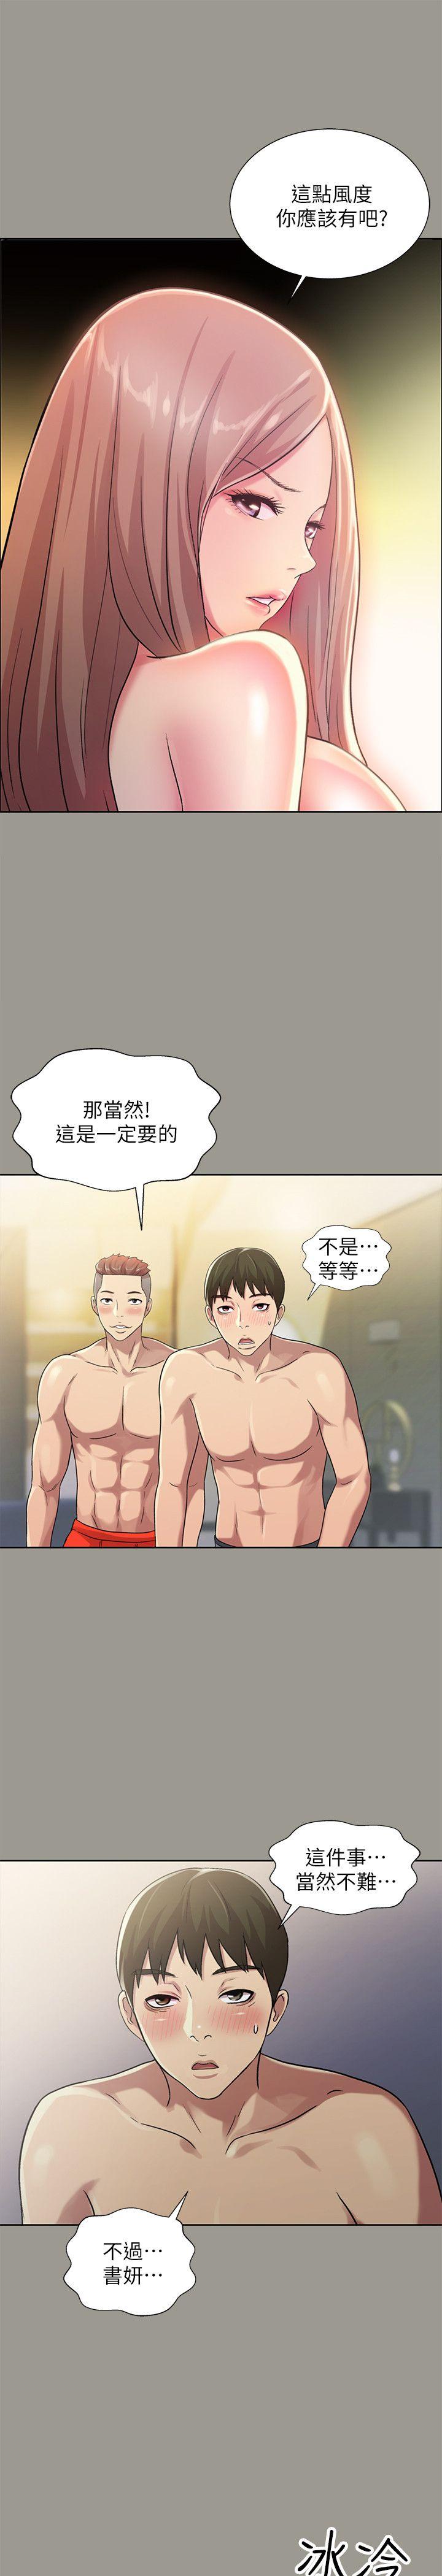 這點風度
你應該有吧?
那當然!
這是一定要的
不是…
等等…
這件事…
當然不難…
不過…
書妍…
冰冷